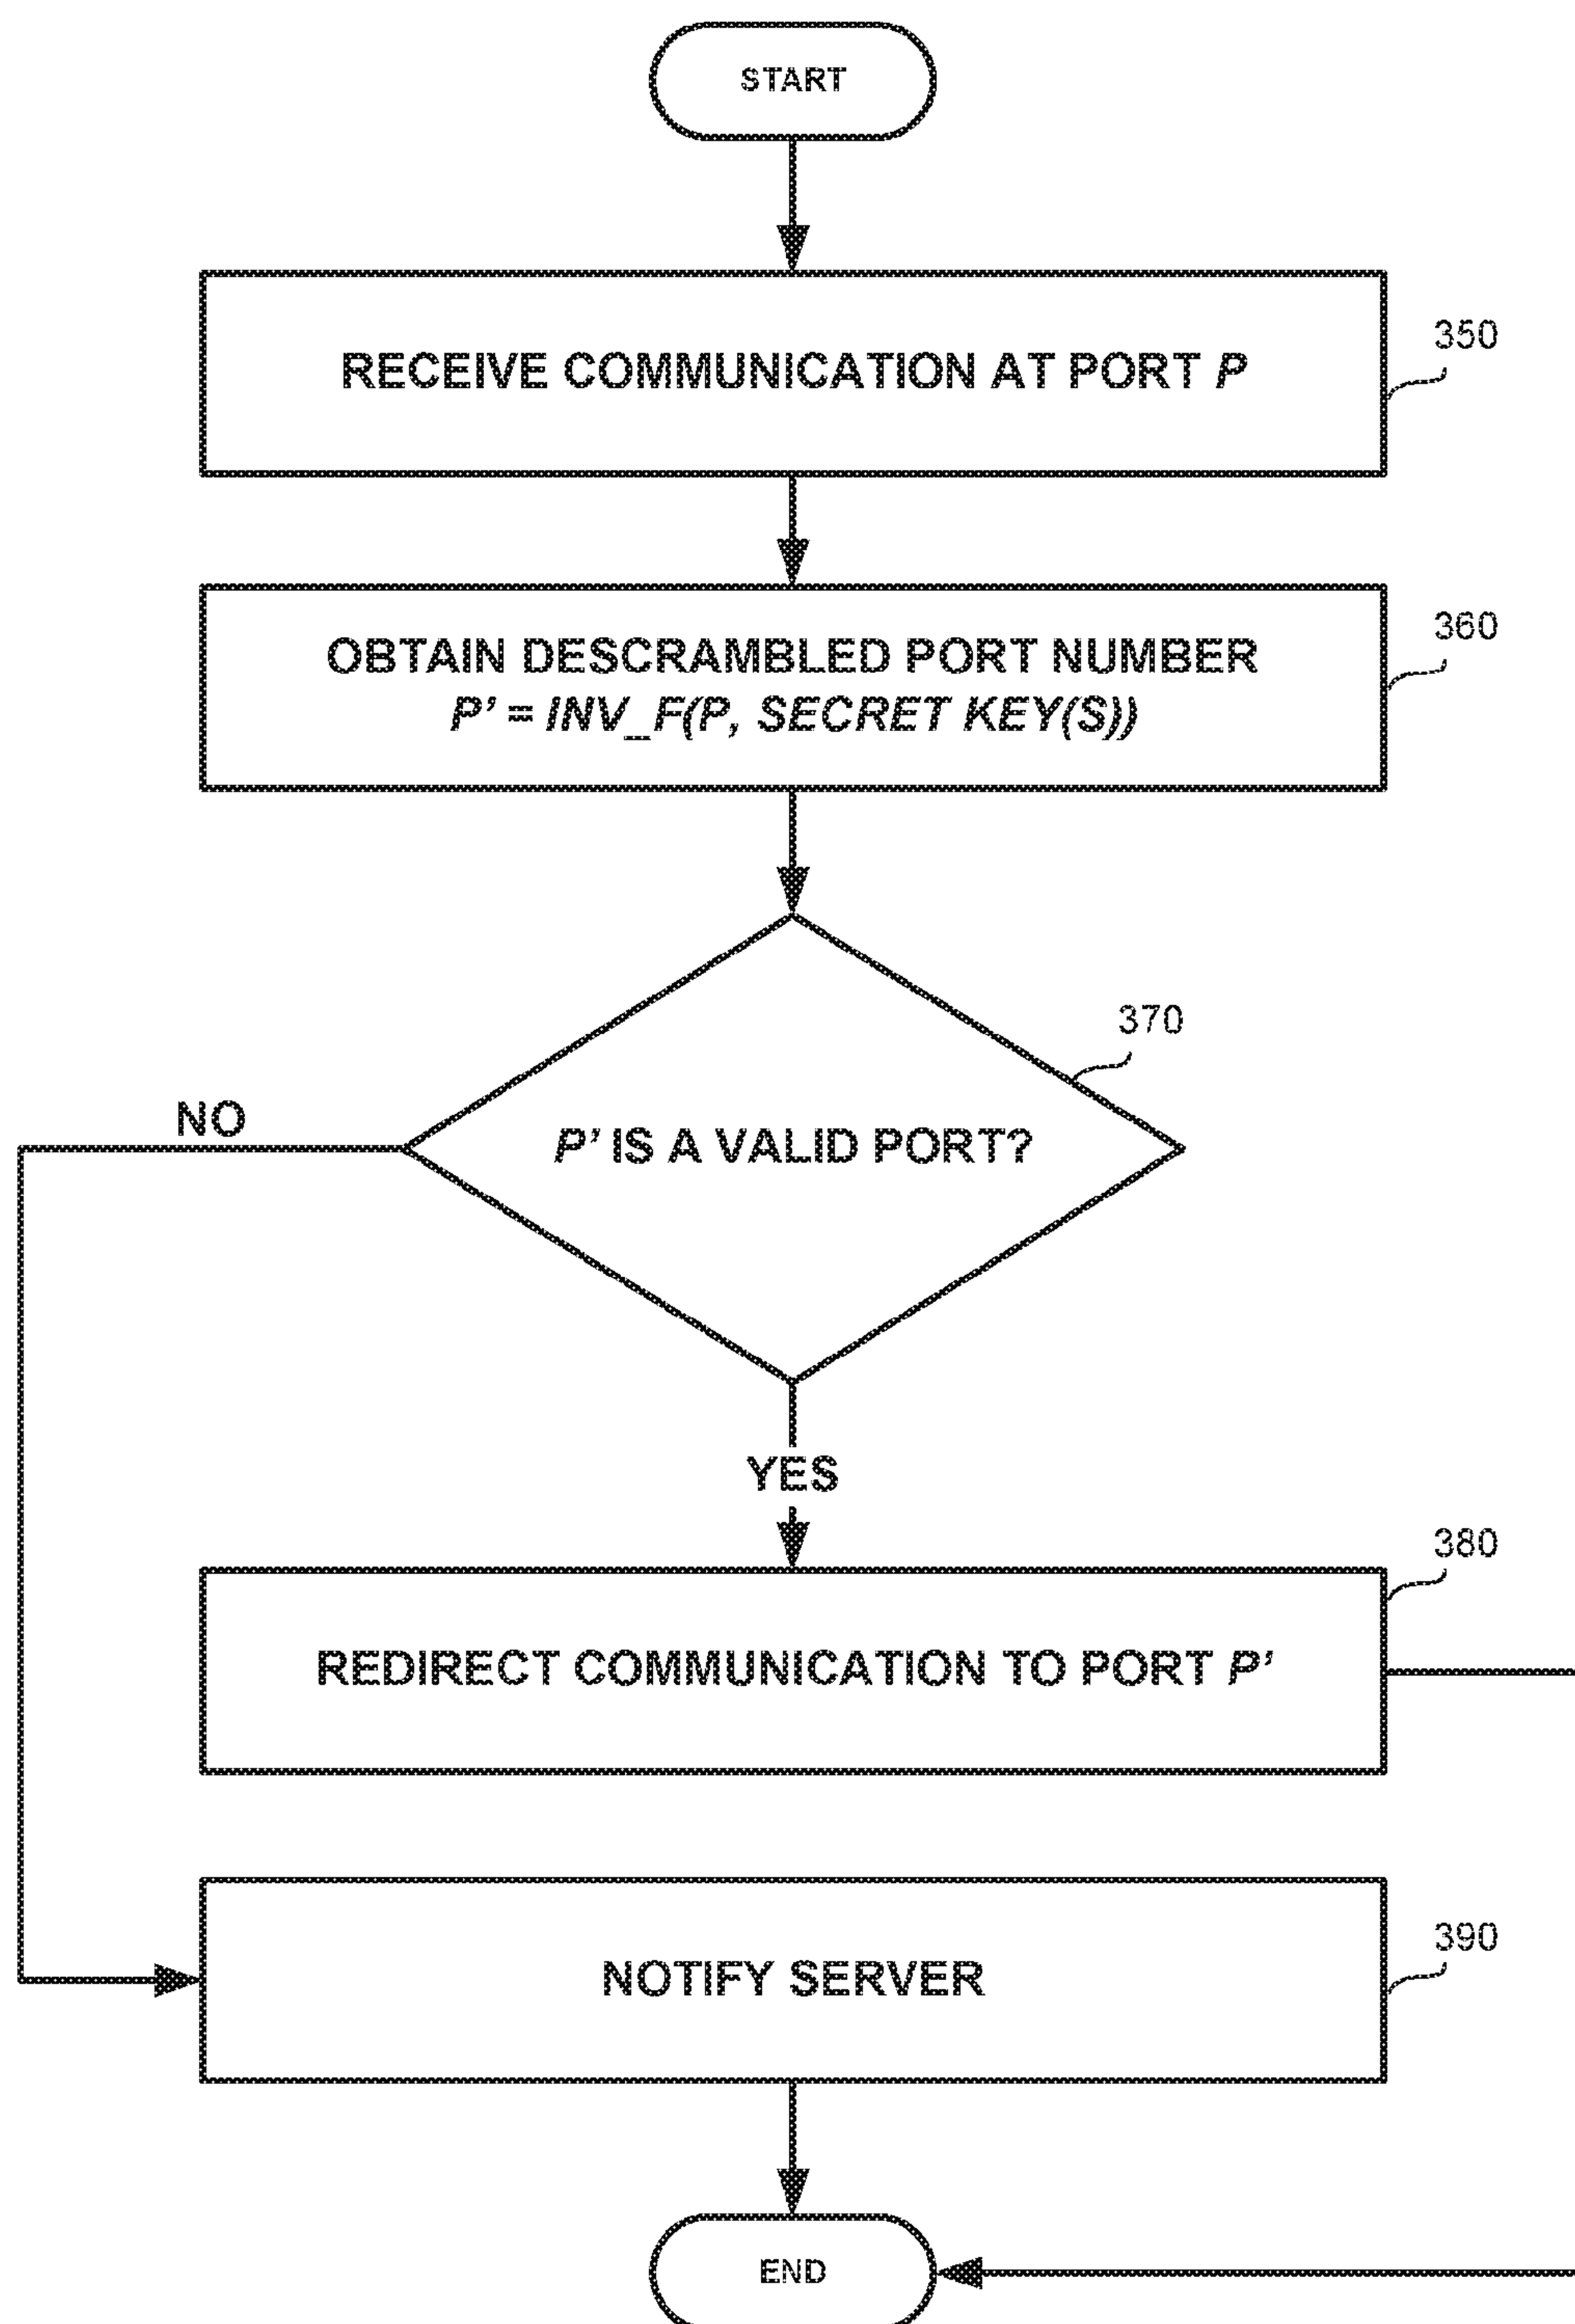 START
RECEIVE COMMUNICATION AT PORT P
350
OBTAIN DESCRAMBLED PORT NUMBER
P’ = INV_F(P, SECRET KEY(S))
360
370
NO
P’ IS A VALID PORT?
YES
380
REDIRECT COMMUNICATION TO PORT P’
390
NOTIFY SERVER
END